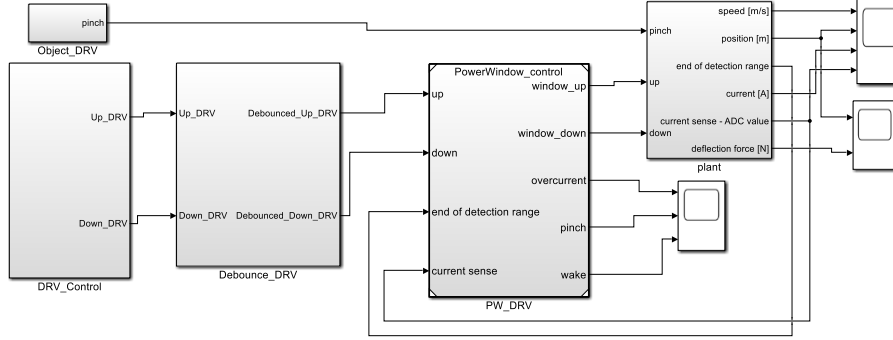 pinch
Object_DRV
Up_DRV
Down_DRV
DRV_Control
Up_DRV
Down_DRV
Debounced_Up_DRV
Debounced_Down_DRV
Debounce_DRV
PowerWindow_control
up
down
end of detection range
current sense
window_up
window_down
overcurrent
pinch
wake
PW_DRV
pinch
up
down
speed [m/s]
position [m]
end of detection range
current [A]
current sense - ADC value
deflection force [N]
plant